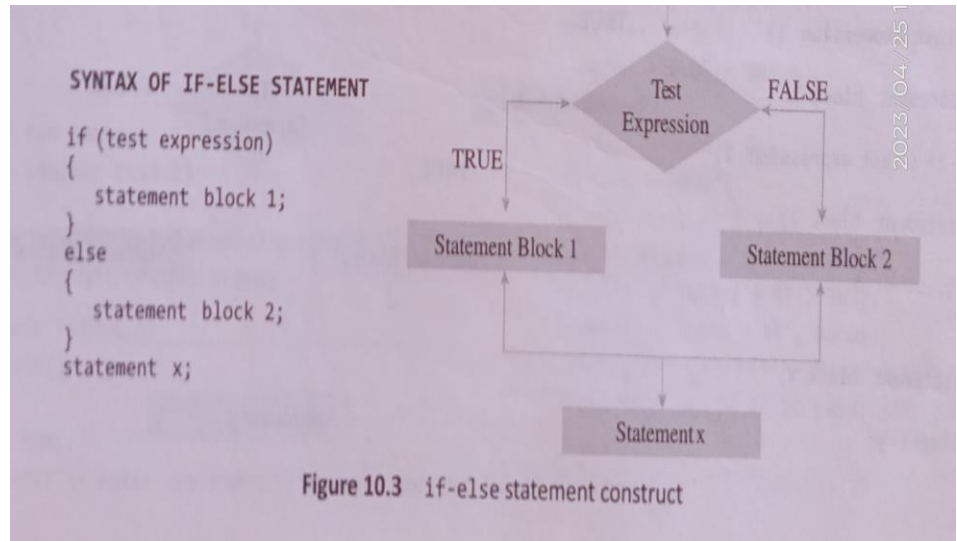 SYNTAX OF IF-ELSE STATEMENT
if (test expression)
{
statement block 1;
}
else
{
statement block 2;
}
statement x;
Test
Expression
FALSE
TRUE
Statement Block 1
Statement Block 2
Statement x
Figure 10.3 if-else statement construct
2023/04/25 1